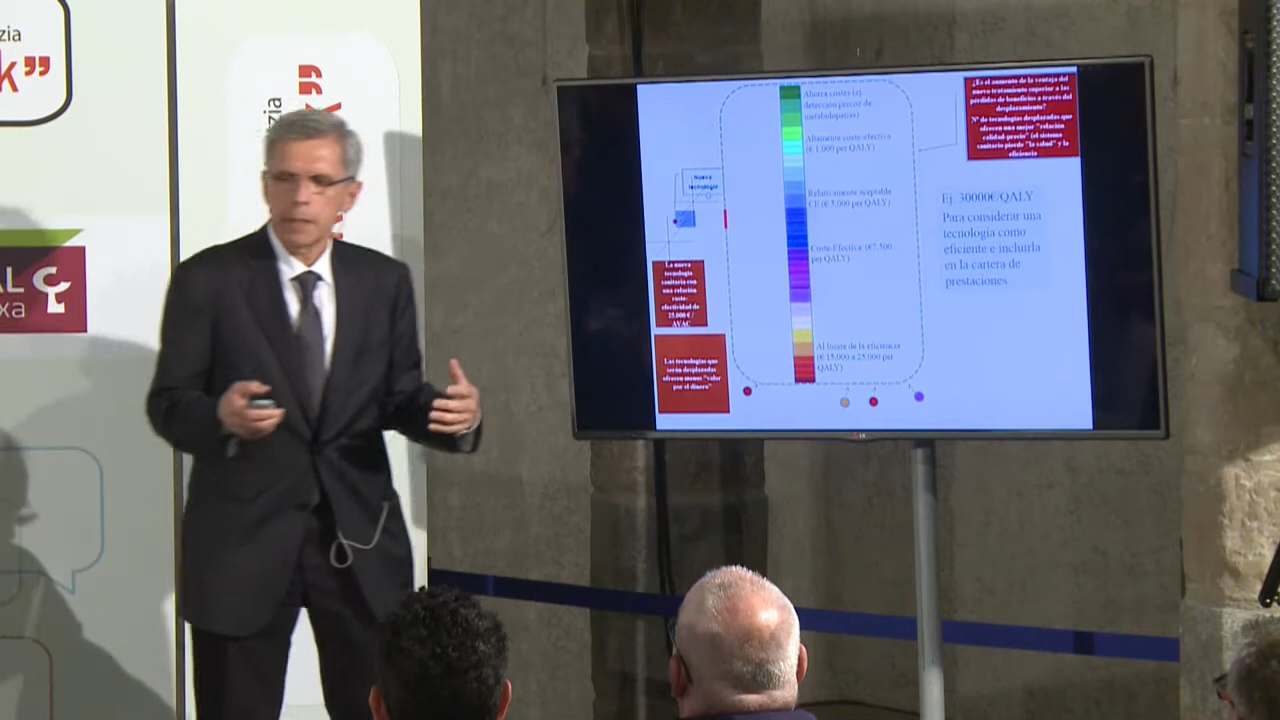 zia
k”
zia
k”
AL
xa
Ahorra costes (ej
detección precoz de
metabolopatías)
Altamente costo-efectiva
(€ 1,000 per QALY)
Nueva
tecnología
Relativamente aceptable
CE (€ 5,000 per QALY)
Costo-Efectiva (€7,500
per QALY)
Al límite de la eficiencia
(€ 15,000 a 25,000 per
QALY)
La nueva
tecnología
sanitaria con
una relación
costo-
efectividad de
25.000 € /
AVAC
Las tecnologías que
serán desplazadas
ofrecen menos "valor
por el dinero"
¿Es el aumento de la ventaja del
nuevo tratamiento superior a las
pérdidas de beneficios a través del
desplazamiento?
Nº de tecnologías desplazadas que
ofrecen una mejor "relación
calidad-precio" (el sistema
sanitario pierde "la salud" y la
eficiencia
Ej. 30000€/QALY
Para considerar una
tecnología como
eficiente e incluirla
en la cartera de
prestaciones
LG